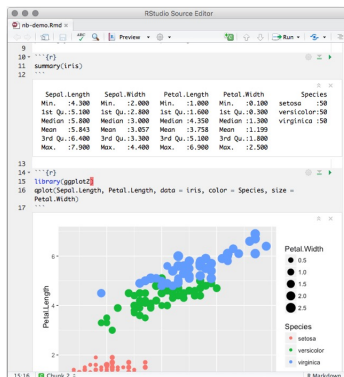 RStudio Source Editor
nb-demo.Rmd ×
ABC Preview Run
9
10 ```{r}
11 summary(iris)
12 ```
Sepal.Length Sepal.Width Petal.Length Petal.Width Species
Min. :4.300 Min. :2.000 Min. :1.000 Min. :0.100 setosa :50
1st Qu.:5.100 1st Qu.:2.800 1st Qu.:1.600 1st Qu.:0.300 versicolor:50
Median :5.800 Median :3.000 Median :4.350 Median :1.300 virginica :50
Mean :5.843 Mean :3.057 Mean :3.758 Mean :1.199
3rd Qu.:6.400 3rd Qu.:3.300 3rd Qu.:5.100 3rd Qu.:1.800
Max. :7.900 Max. :4.400 Max. :6.900 Max. :2.500
13
14 ```{r}
15 library(ggplot2)
16 qplot(Sepal.Length, Petal.Length, data = iris, color = Species, size =
Petal.Width)
17 ```
Petal.Length
6
4
2
Petal.Width
0.5
1.0
1.5
2.0
2.5
Species
setosa
versicolor
virginica
15:16 Chunk 2 R Markdown